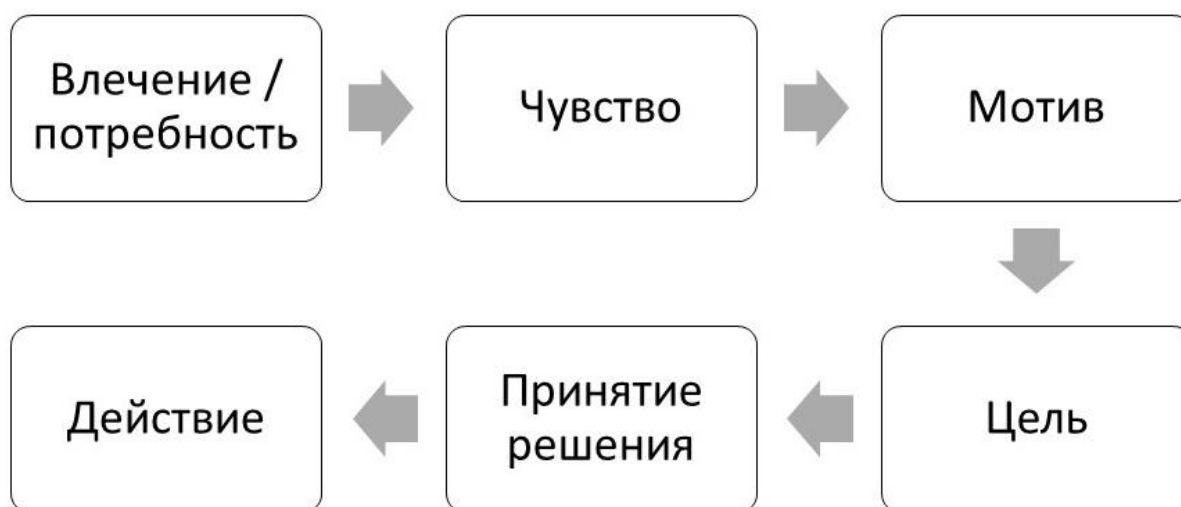 Влечение /
потребность
Чувство
Мотив
Цель
Принятие
решения
Действие